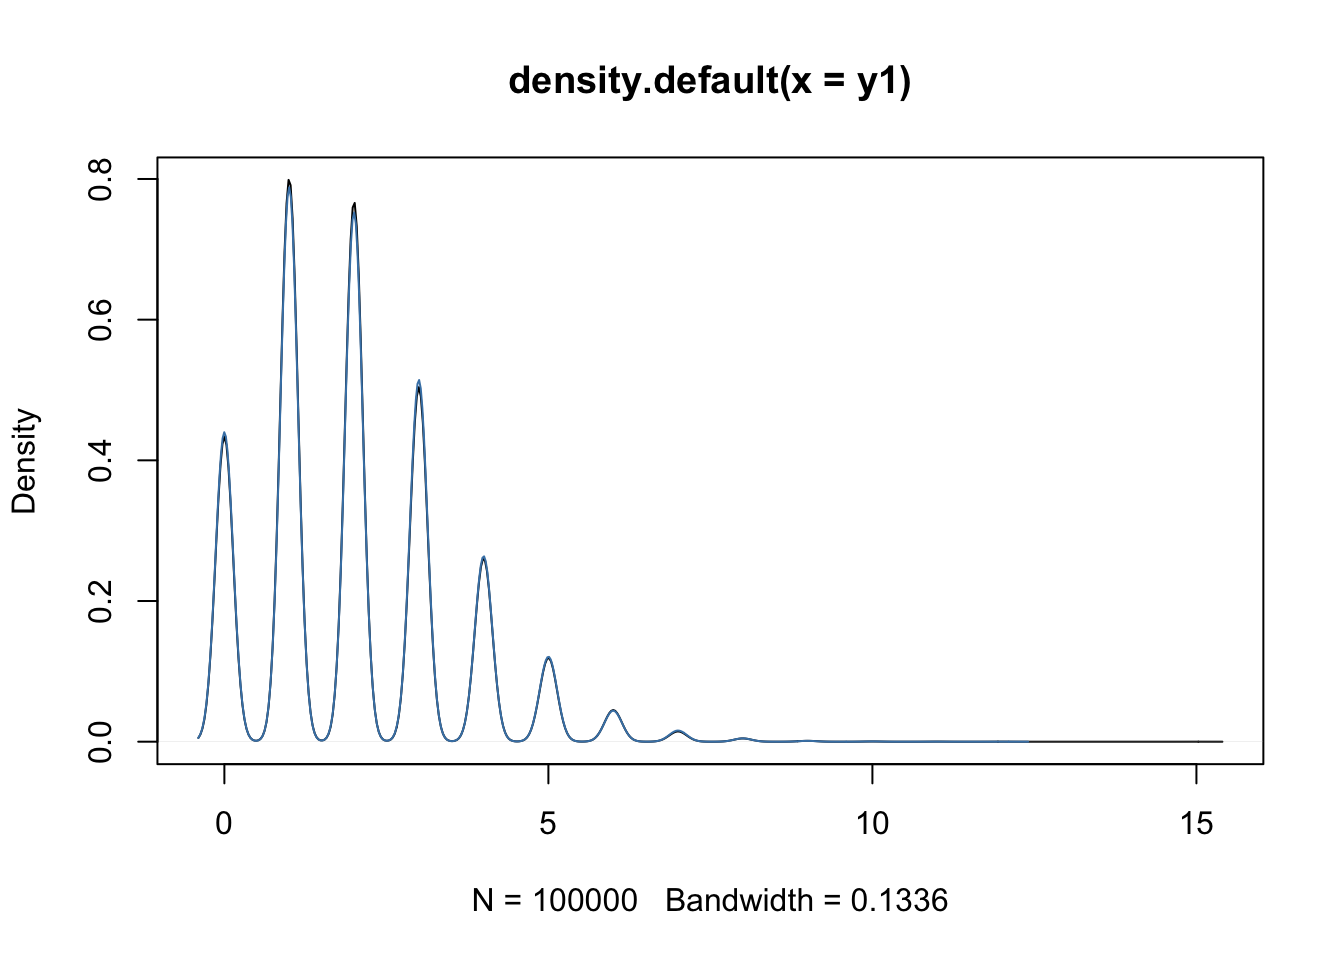 density.default(x = y1)
Density
0.8
0.6
0.4
0.2
0.0
0 5 10 15
N = 100000 Bandwidth = 0.1336